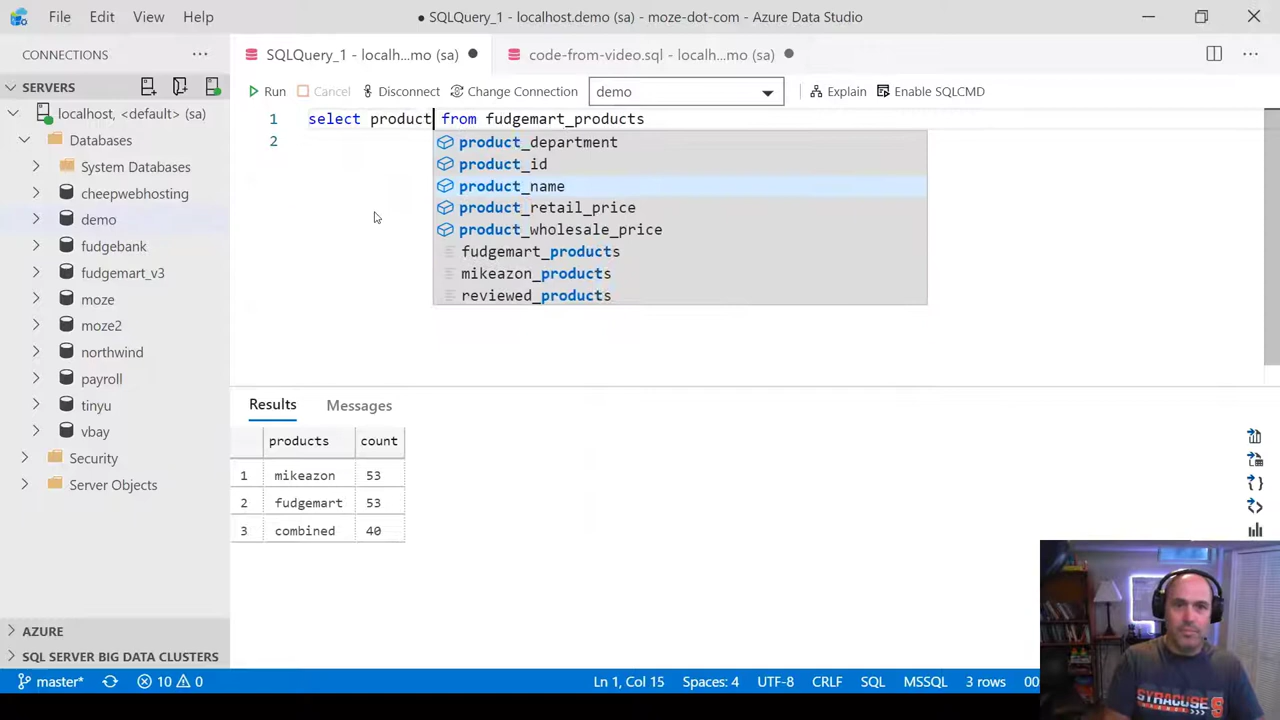 File Edit View Help
● SQLQuery_1 - localhost.demo (sa) - moze-dot-com - Azure Data Studio
CONNECTIONS
SQLQuery_1 - localh...mo (sa)
code-from-video.sql - localh...mo (sa)
SERVERS
Run Cancel Disconnect Change Connection demo Explain Enable SQLCMD
localhost, <default> (sa)
Databases
System Databases
cheepwebhosting
demo
fudgebank
fudgemart_v3
moze
moze2
northwind
payroll
tinyu
vbay
Security
Server Objects
AZURE
SQL SERVER BIG DATA CLUSTERS
1 select product from fudgemart_products
2
product_department
product_id
product_name
product_retail_price
product_wholesale_price
fudgemart_products
mikeazon_products
reviewed_products
Results Messages
products count
1 mikeazon 53
2 fudgemart 53
3 combined 40
SYRACUSE
master* 10 0 Ln 1, Col 15 Spaces: 4 UTF-8 CRLF SQL MSSQL 3 rows 00